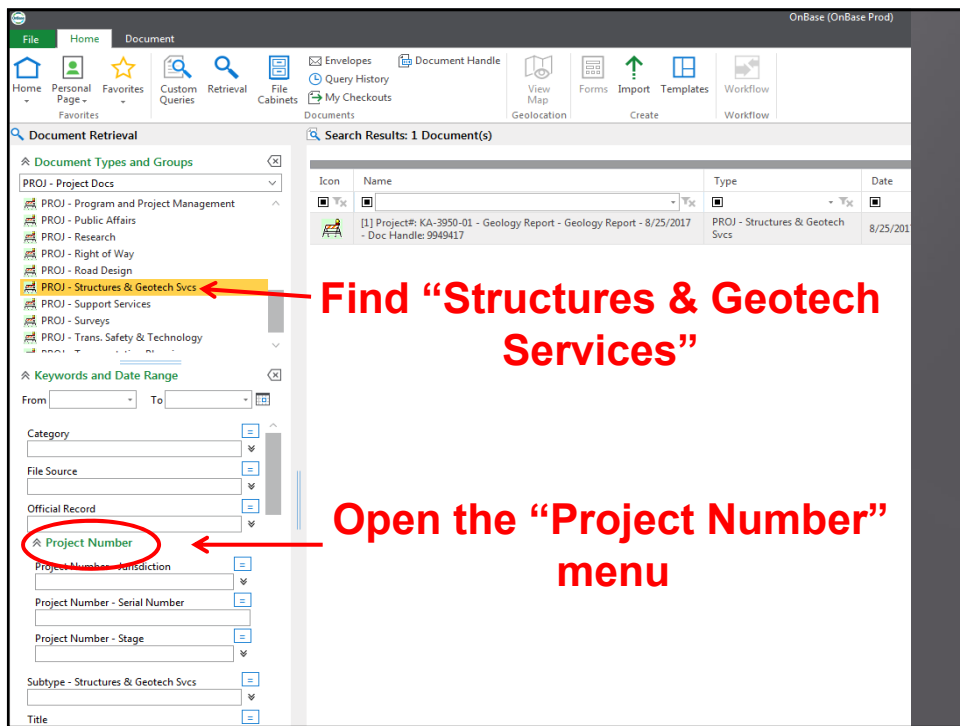 OnBase (OnBase Prod)
File Home Document
Home Personal Page Favorites Custom Queries Retrieval File Cabinets
Envelopes Document Handle
Query History
My Checkouts
View Map Forms Import Templates Workflow
Favorites Documents Geolocation Create Workflow
Document Retrieval
Search Results: 1 Document(s)
Document Types and Groups
PROJ - Project Docs
Icon Name Type Date
PROJ - Program and Project Management
PROJ - Public Affairs
PROJ - Research
PROJ - Right of Way
PROJ - Road Design
PROJ - Structures & Geotech Svcs
PROJ - Support Services
PROJ - Surveys
PROJ - Trans. Safety & Technology
[1] Project#: KA-3950-01 - Geology Report - Geology Report - 8/25/2017
- Doc Handle: 9949417
PROJ - Structures & Geotech
Svcs
8/25/201
Find “Structures & Geotech
Services”
Keywords and Date Range
From To
Category
File Source
Official Record
Project Number
Open the “Project Number”
menu
Project Number - Jurisdiction
Project Number - Serial Number
Project Number - Stage
Subtype - Structures & Geotech Svcs
Title